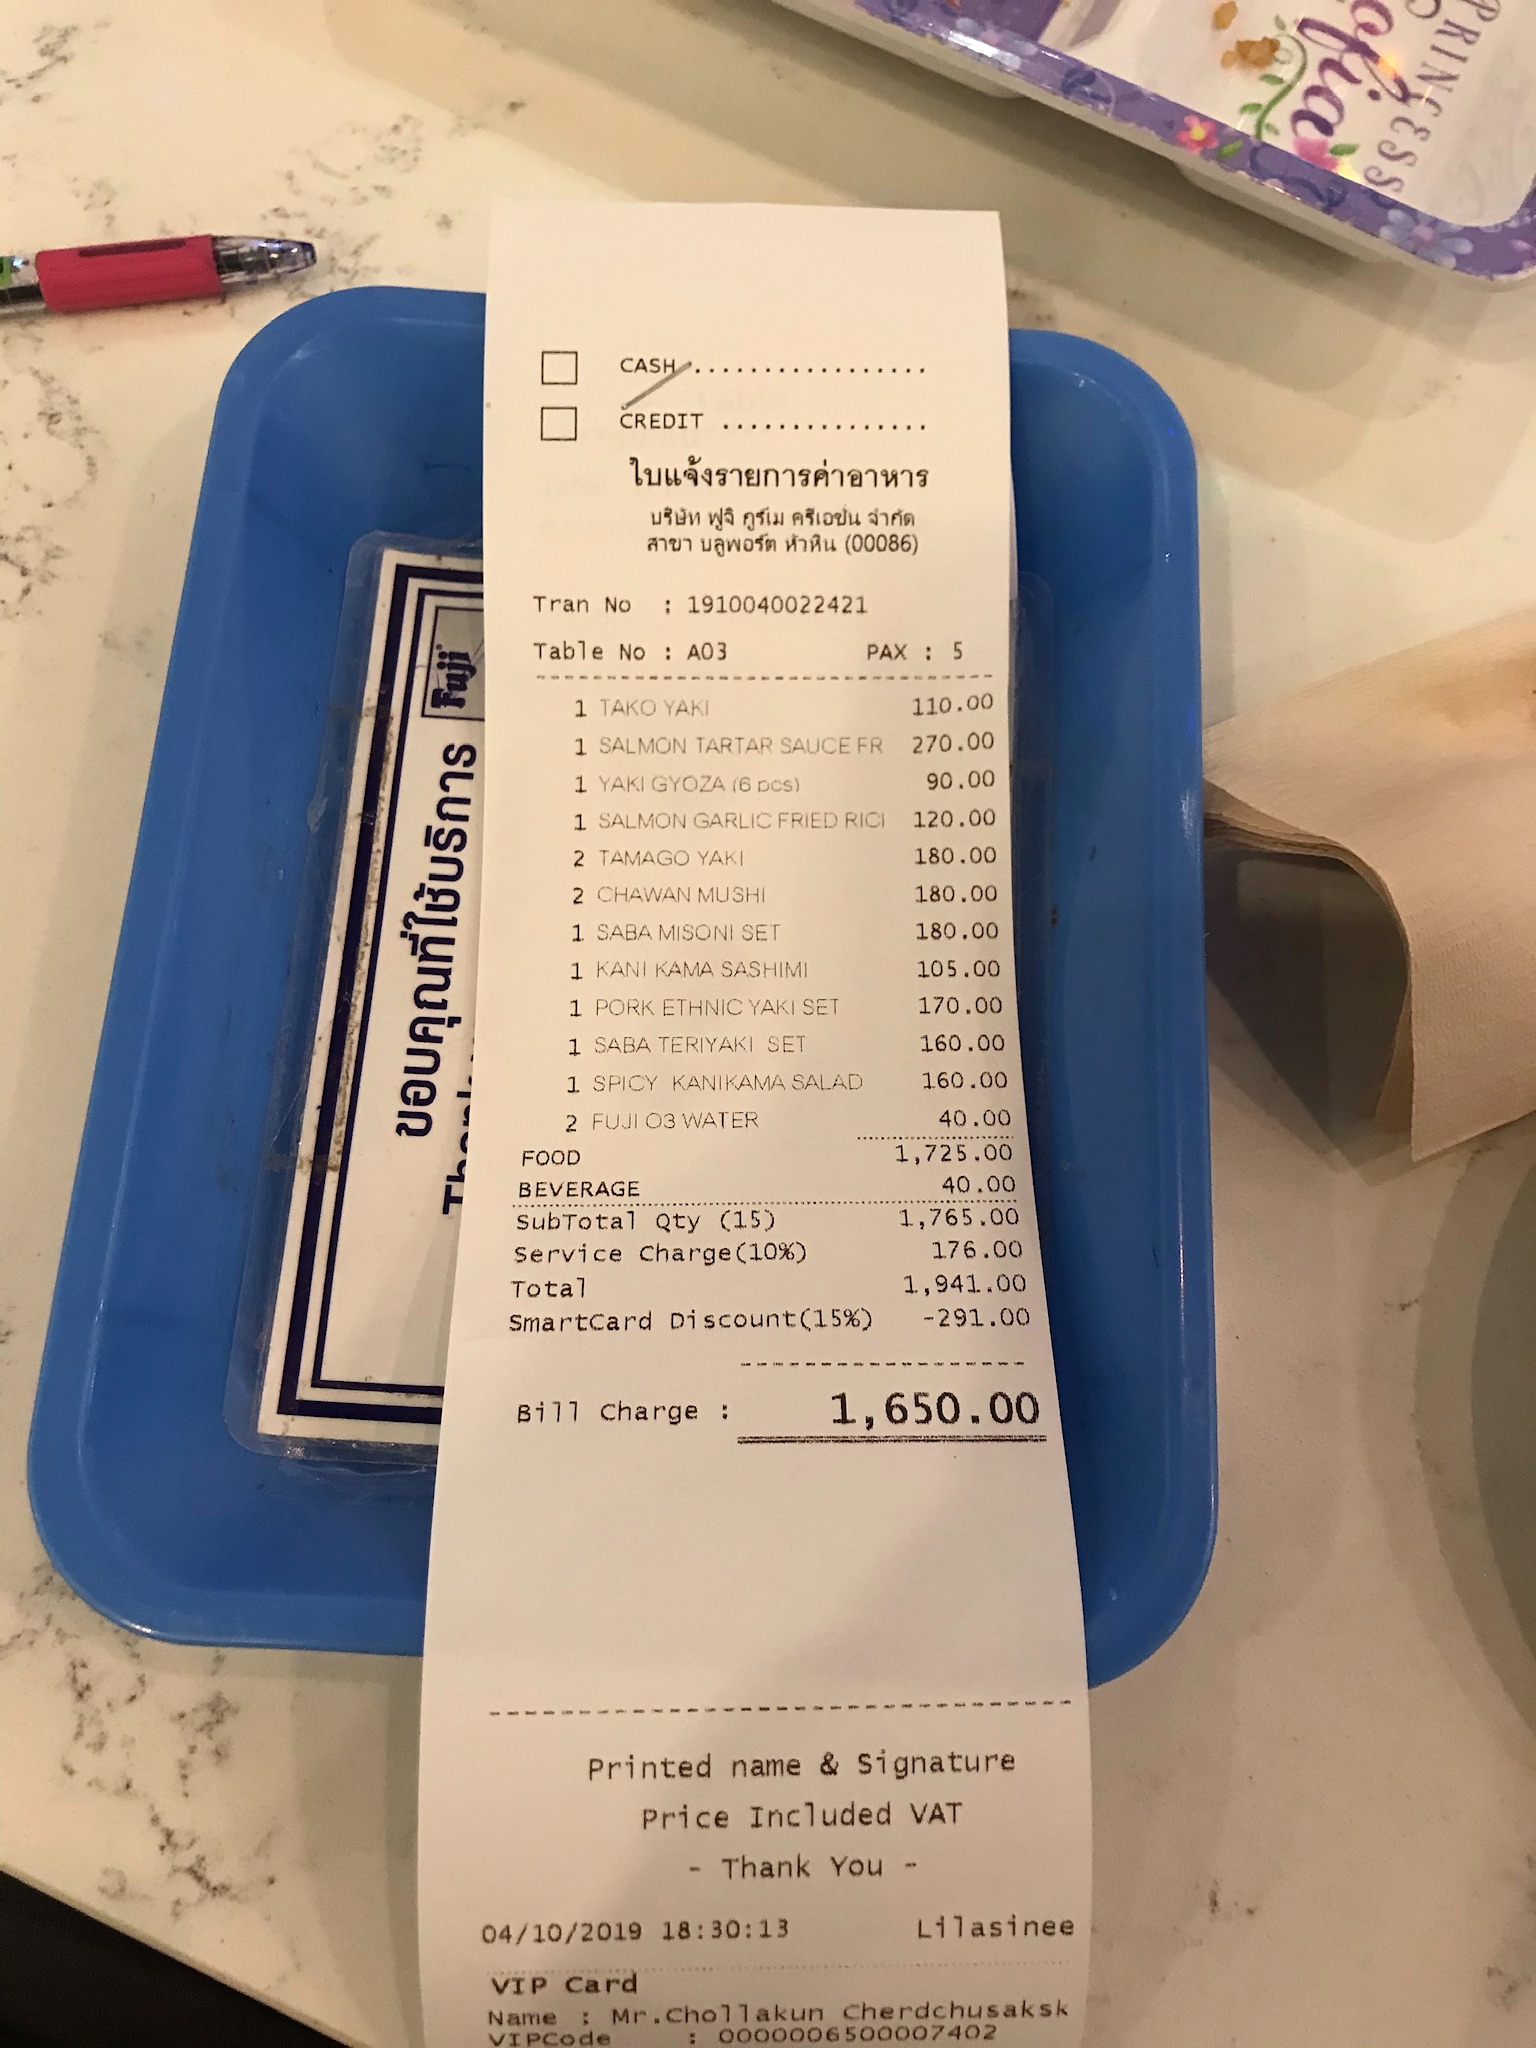 PRINCESS
Sofia
CASH ..................
CREDIT ...............
ใบแจ้งรายการค่าอาหาร
บริษัท ฟูจิ กูร์เม ครีเอชั่น จำกัด
สาขา บลูพอร์ต หัวหิน (00086)
Tran No : 1910040022421
Table No : A03 PAX : 5
1 TAKO YAKI 110.00
1 SALMON TARTAR SAUCE FR 270.00
1 YAKI GYOZA (6 pcs) 90.00
1 SALMON GARLIC FRIED RICI 120.00
2 TAMAGO YAKI 180.00
2 CHAWAN MUSHI 180.00
1 SABA MISONI SET 180.00
1 KANI KAMA SASHIMI 105.00
1 PORK ETHNIC YAKI SET 170.00
1 SABA TERIYAKI SET 160.00
1 SPICY KANIKAMA SALAD 160.00
2 FUJI O3 WATER 40.00
FOOD 1,725.00
BEVERAGE 40.00
SubTotal Qty (15) 1,765.00
Service Charge(10%) 176.00
Total 1,941.00
SmartCard Discount(15%) -291.00
Bill Charge : 1,650.00
Printed name & Signature
Price Included VAT
- Thank You -
04/10/2019 18:30:13 Lilasinee
VIP Card
Name : Mr.Chollakun Cherdchusaksk
VIPCode : 0000006500007402
Fuji
ขอบคุณที่ใช้บริการ